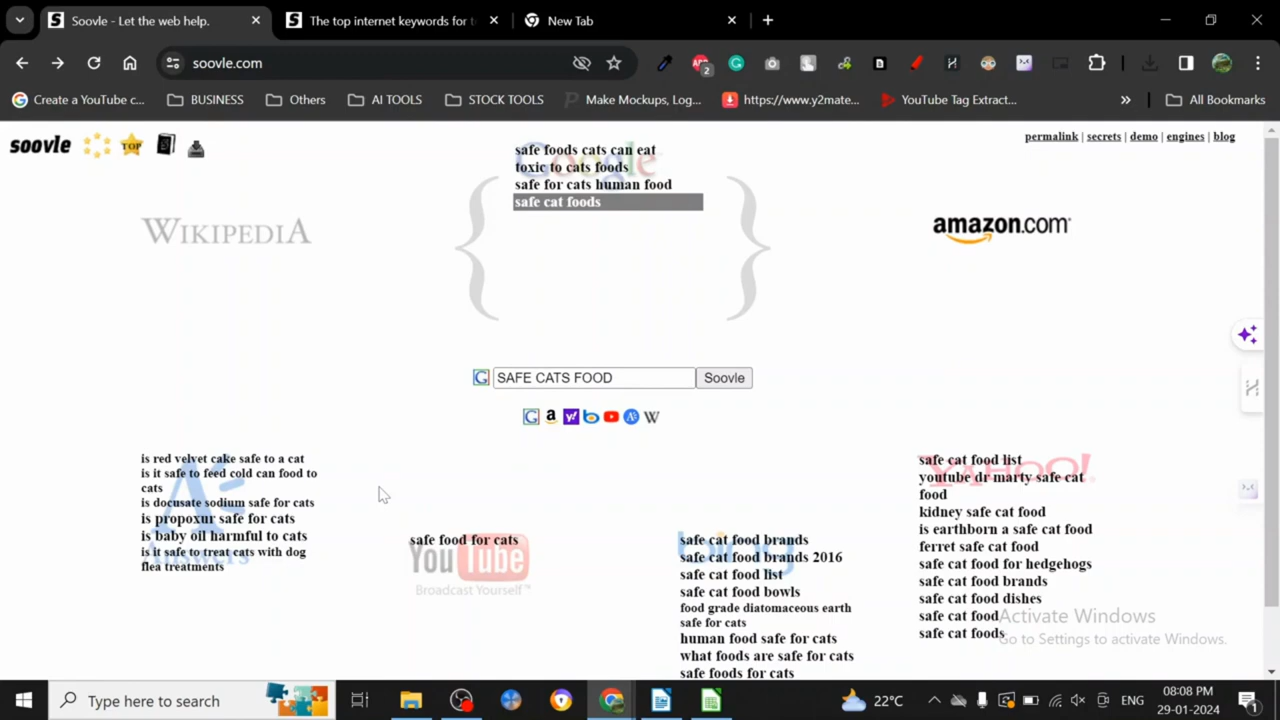 Soovle - Let the web help.
The top internet keywords for t
New Tab
soovle.com
2
Create a YouTube c...
BUSINESS
Others
AI TOOLS
STOCK TOOLS
Make Mockups, Log...
https://www.y2mate...
YouTube Tag Extract...
»
All Bookmarks
soovle
TOP
permalink | secrets | demo | engines | blog
Google
safe foods cats can eat
toxic to cats foods
safe for cats human food
safe cat foods
WIKIPEDIA
amazon.com
SAFE CATS FOOD
Soovle
Answers
is red velvet cake safe to a cat
is it safe to feed cold can food to
cats
is docusate sodium safe for cats
is propoxur safe for cats
is baby oil harmful to cats
is it safe to treat cats with dog
flea treatments
safe food for cats
YouTube
Broadcast Yourself™
bing
safe cat food brands
safe cat food brands 2016
safe cat food list
safe cat food bowls
food grade diatomaceous earth
safe for cats
human food safe for cats
what foods are safe for cats
safe foods for cats
YAHOO!
safe cat food list
youtube dr marty safe cat
food
kidney safe cat food
is earthborn a safe cat food
ferret safe cat food
safe cat food for hedgehogs
safe cat food brands
safe cat food dishes
safe cat food
safe cat foods
Activate Windows
Go to Settings to activate Windows.
Type here to search
22°C
ENG
08:08 PM
29-01-2024
1